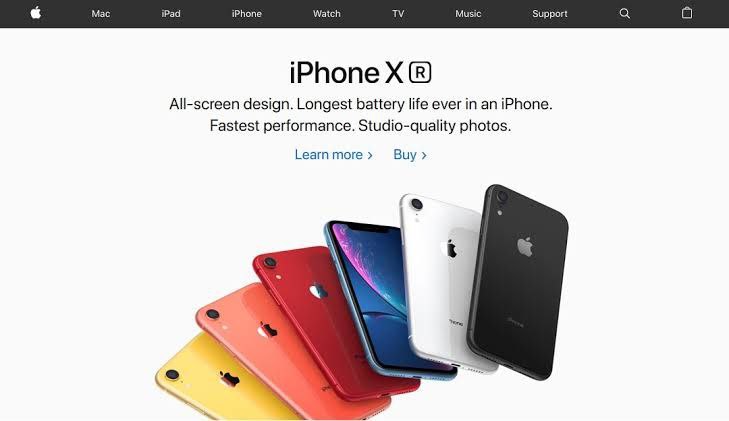 Mac iPad iPhone Watch TV Music Support
iPhone XR
All-screen design. Longest battery life ever in an iPhone.
Fastest performance. Studio-quality photos.
Learn more > Buy >
iPhone
iPhone